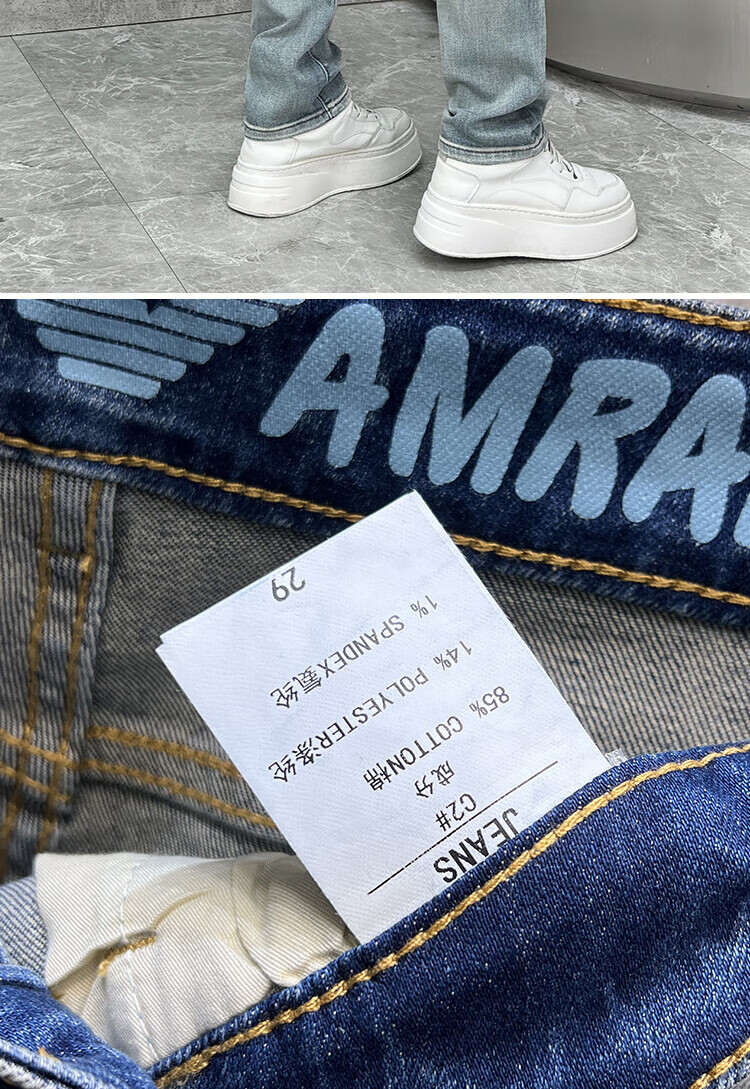 AMRA
JEANS
C2#
成分
85% COTTON棉
14% POLYESTER涤纶
1% SPANDEX氨纶
29